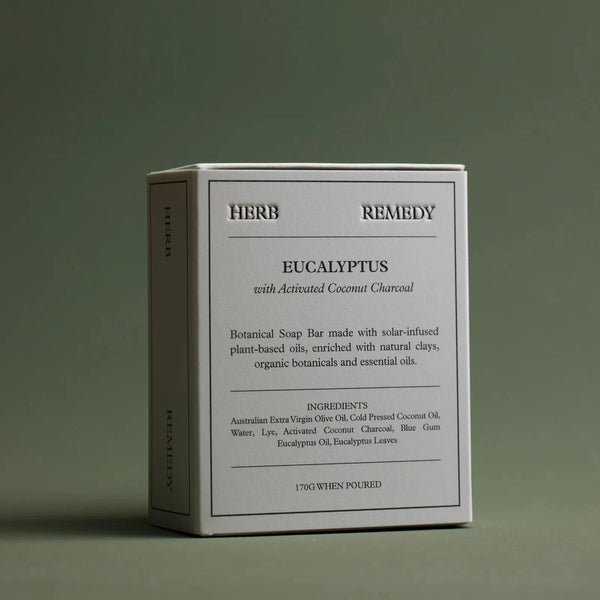 HERB REMEDY
EUCALYPTUS
with Activated Coconut Charcoal
Botanical Soap Bar made with solar-infused
plant-based oils, enriched with natural clays,
organic botanicals and essential oils.
INGREDIENTS
Australian Extra Virgin Olive Oil, Cold Pressed Coconut Oil,
Water, Lye, Activated Coconut Charcoal, Blue Gum
Eucalyptus Oil, Eucalyptus Leaves
170G WHEN POURED
HERB
REMEDY